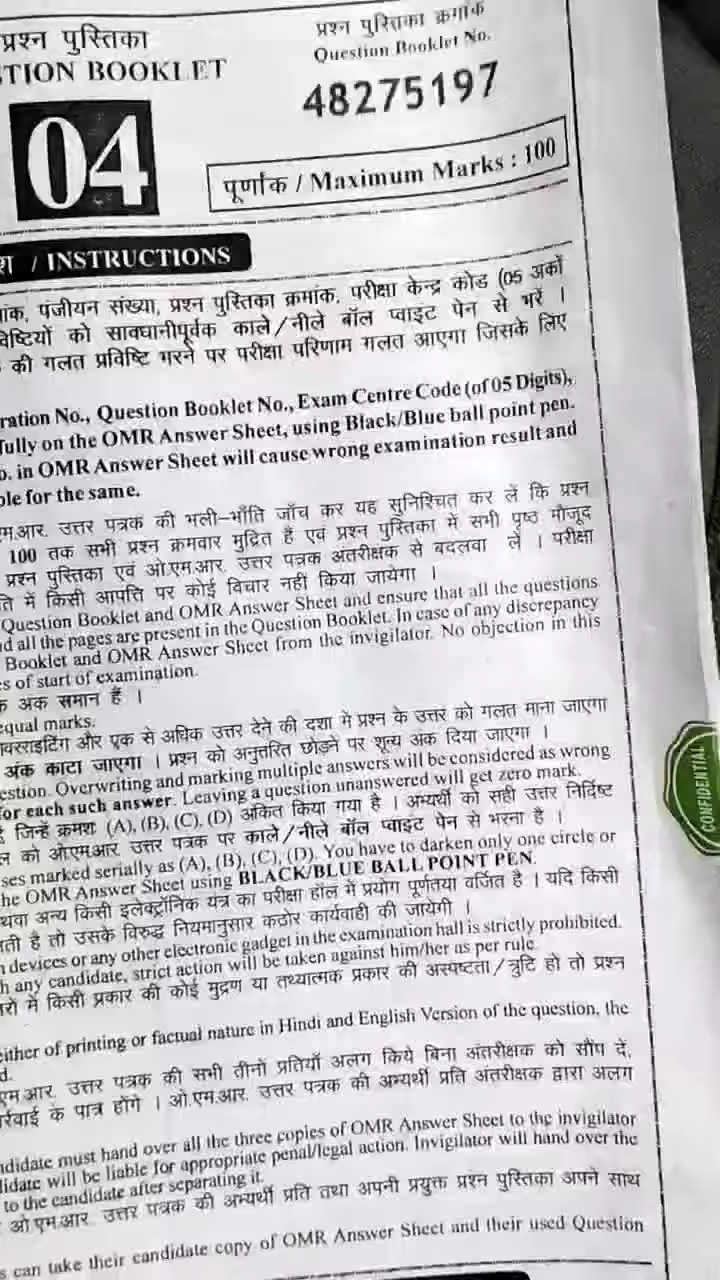 प्रश्न पुस्तिका
TION BOOKLET
प्रश्न पुस्तिका क्रमांक
Question Booklet No.
48275197
04
पूर्णांक / Maximum Marks : 100
/ INSTRUCTIONS
पंजीयन संख्या, प्रश्न पुस्तिका क्रमांक, परीक्षा केन्द्र कोड (05 अकों
को सावधानीपूर्वक काले/नीले बॉल प्वाइंट पेन से भरें ।
की गलत प्रविष्टि भरने पर परीक्षा परिणाम गलत आएगा जिसके लिए
ration No., Question Booklet No., Exam Centre Code (of 05 Digits),
fully on the OMR Answer Sheet, using Black/Blue ball point pen.
o. in OMR Answer Sheet will cause wrong examination result and
ble for the same.
एम.आर. उत्तर पत्रक की भली-भाँति जाँच कर यह सुनिश्चित कर लें कि प्रश्न
100 तक सभी प्रश्न क्रमवार मुद्रित है एवं प्रश्न पुस्तिका में सभी पृष्ठ मौजूद
प्रश्न पुस्तिका एवं ओ.एम.आर. उत्तर पत्रक अंतरीक्षक से बदलवा लें । परीक्षा
ति में किसी आपत्ति पर कोई विचार नहीं किया जायेगा ।
Question Booklet and OMR Answer Sheet and ensure that all the questions
d all the pages are present in the Question Booklet. In case of any discrepancy
Booklet and OMR Answer Sheet from the invigilator. No objection in this
es of start of examination.
क अंक समान हैं ।
equal marks.
वरराइटिंग और एक से अधिक उत्तर देने की दशा में प्रश्न के उत्तर को गलत माना जाएगा
अंक काटा जाएगा । प्रश्न को अनुत्तरित छोड़ने पर शून्य अंक दिया जाएगा ।
estion. Overwriting and marking multiple answers will be considered as wrong
for each such answer. Leaving a question unanswered will get zero mark.
जिन्हें क्रमशः (A), (B), (C), (D) अंकित किया गया है । अभ्यर्थी को सही उत्तर निर्दिष्ट
को ओ.एम.आर. उत्तर पत्रक पर काले/नीले बॉल प्वाइंट पेन से भरना है ।
ses marked serially as (A), (B), (C), (D). You have to darken only one circle or
he OMR Answer Sheet using BLACK/BLUE BALL POINT PEN.
थवा अन्य किसी इलेक्ट्रॉनिक यंत्र का परीक्षा हॉल में प्रयोग पूर्णतया वर्जित है । यदि किसी
ती है तो उसके विरुद्ध नियमानुसार कठोर कार्यवाही की जायेगी ।
n devices or any other electronic gadget in the examination hall is strictly prohibited.
h any candidate, strict action will be taken against him/her as per rule.
रों में किसी प्रकार की कोई मुद्रण या तथ्यात्मक प्रकार की अस्पष्टता/त्रुटि हो तो प्रश्न
either of printing or factual nature in Hindi and English Version of the question, the
d.
एम.आर. उत्तर पत्रक की सभी तीनों प्रतियाँ अलग किये बिना अंतरीक्षक को सौंप दें,
र्रवाई के पात्र होंगे । ओ.एम.आर. उत्तर पत्रक की अभ्यर्थी प्रति अंतरीक्षक द्वारा अलग
ndidate must hand over all the three copies of OMR Answer Sheet to the invigilator
lidate will be liable for appropriate penal/legal action. Invigilator will hand over the
to the candidate after separating it.
ओ.एम.आर. उत्तर पत्रक की अभ्यर्थी प्रति तथा अपनी प्रयुक्त प्रश्न पुस्तिका अपने साथ
s can take their candidate copy of OMR Answer Sheet and their used Question
CONFIDENTIAL